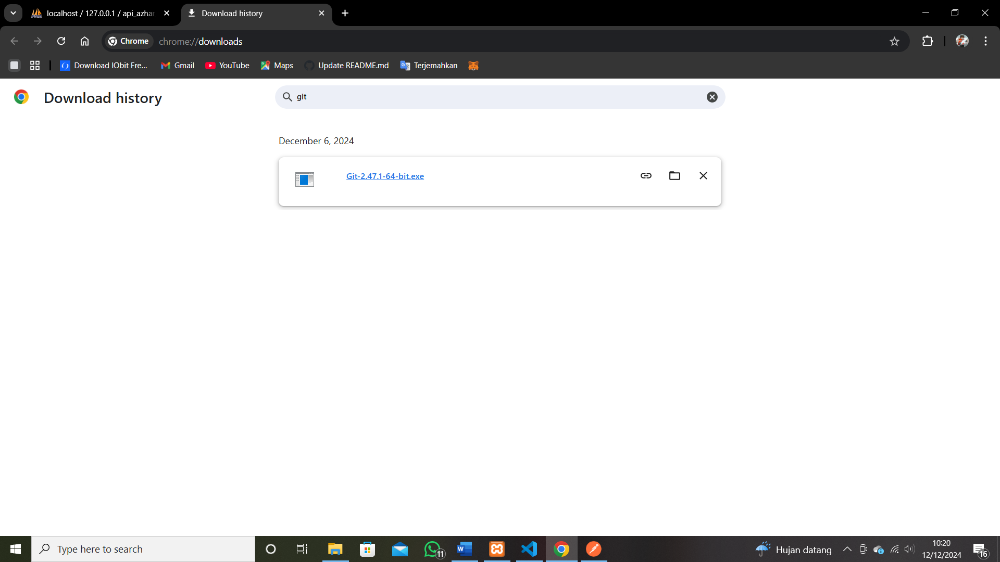 localhost / 127.0.0.1 / api_azhar
Download history
Chrome
chrome://downloads
Download IObit Fre...
Gmail
YouTube
Maps
Update README.md
Terjemahkan
Download history
git
December 6, 2024
Git-2.47.1-64-bit.exe
Type here to search
11
Hujan datang
10:20
12/12/2024
16